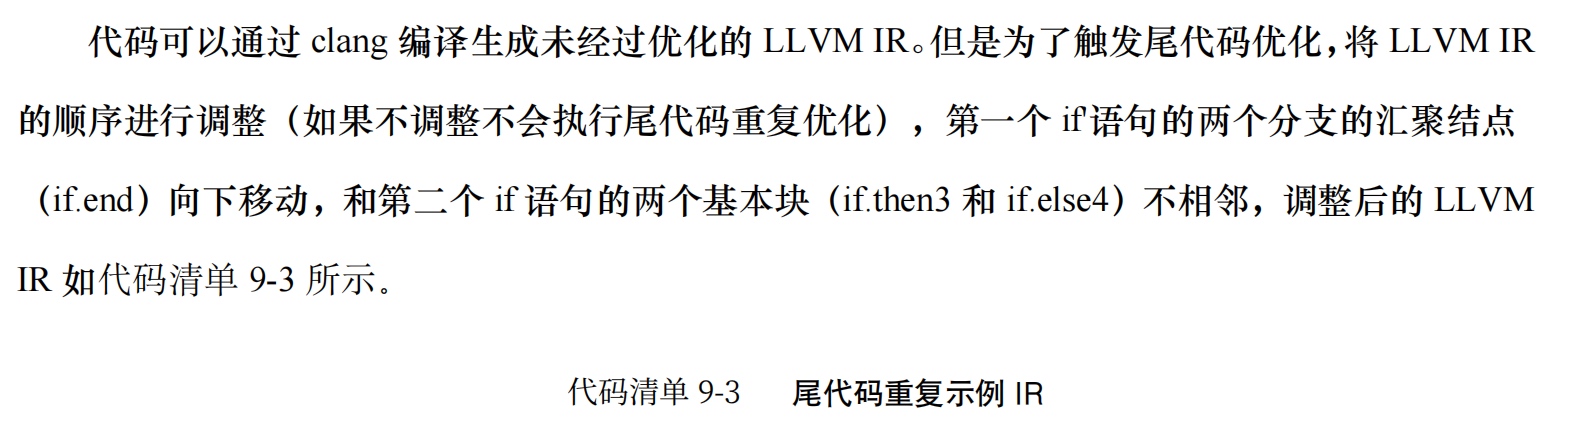 代码可以通过 clang 编译生成未经过优化的 LLVM IR。但是为了触发尾代码优化，将 LLVM IR
的顺序进行调整（如果不调整不会执行尾代码重复优化），第一个 if 语句的两个分支的汇聚结点
（if.end）向下移动，和第二个 if 语句的两个基本块（if.then3 和 if.else4）不相邻，调整后的 LLVM
IR 如代码清单 9-3 所示。
代码清单 9-3 尾代码重复示例 IR